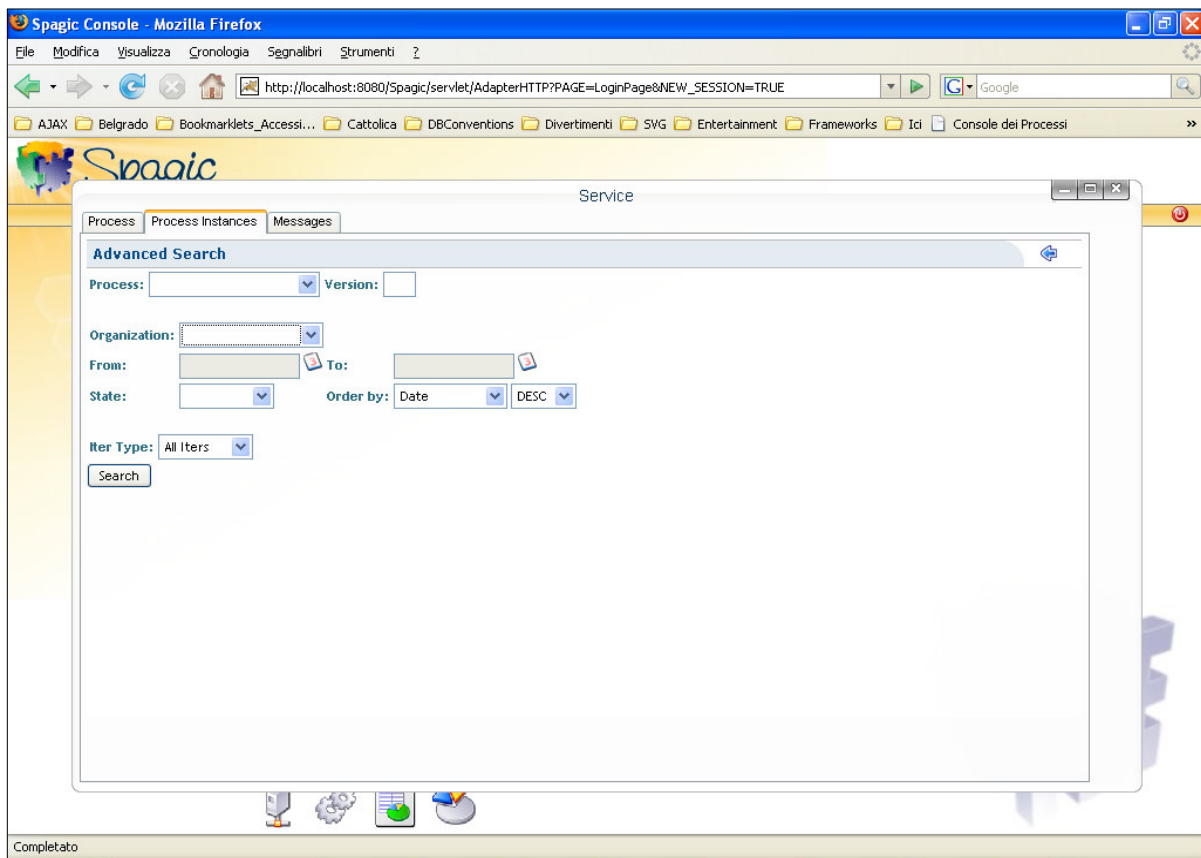 Spagic Console - Mozilla Firefox
File Modifica Visualizza Cronologia Segnalibri Strumenti ?
http://localhost:8080/Spagic/servlet/AdapterHTTP?PAGE=LoginPage&NEW_SESSION=TRUE G Google
AJAX Belgrado Bookmarklets_Accessi... Cattolica DBConventions Divertimenti SVG Entertainment Frameworks Ici Console dei Processi »
Spagic
Service
Process Process Instances Messages
Advanced Search
Process: Version:
Organization:
From: 3 To: 3
State: Order by: Date DESC
Iter Type: All Iters
Search
Completato